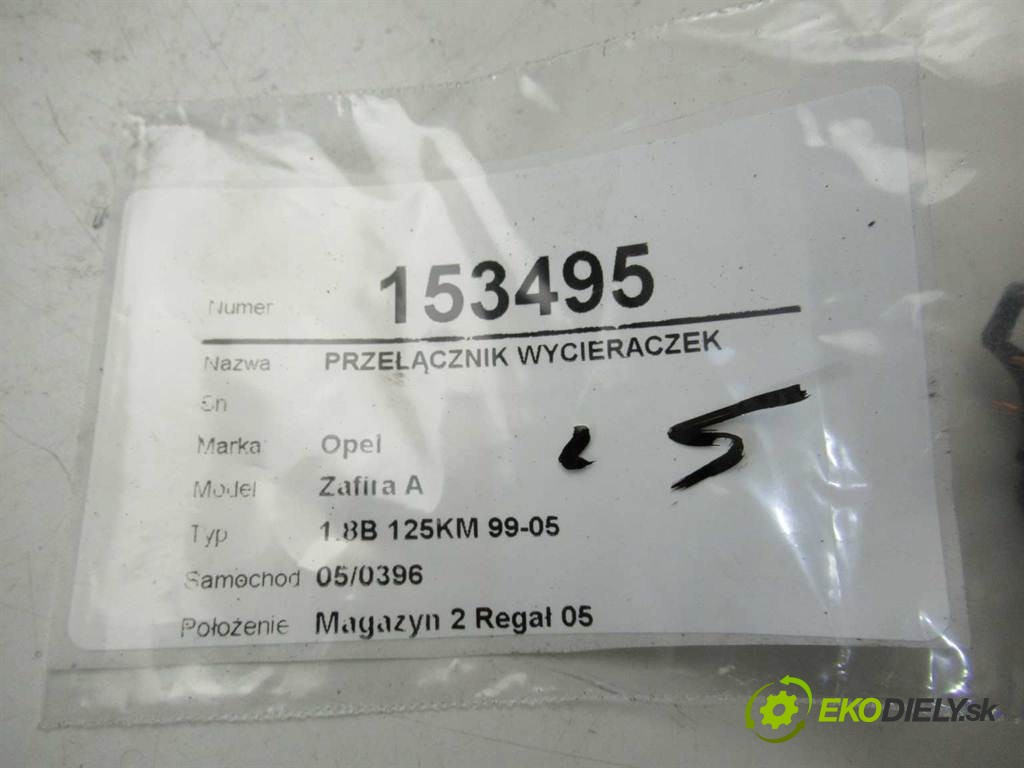 Numer 153495
Nazwa PRZEŁĄCZNIK WYCIERACZEK
Sn
Marka Opel
Model Zafira A
Typ 1.8B 125KM 99-05
Samochod 05/0396
Położenie Magazyn 2 Regał 05
EKODIELY.sk